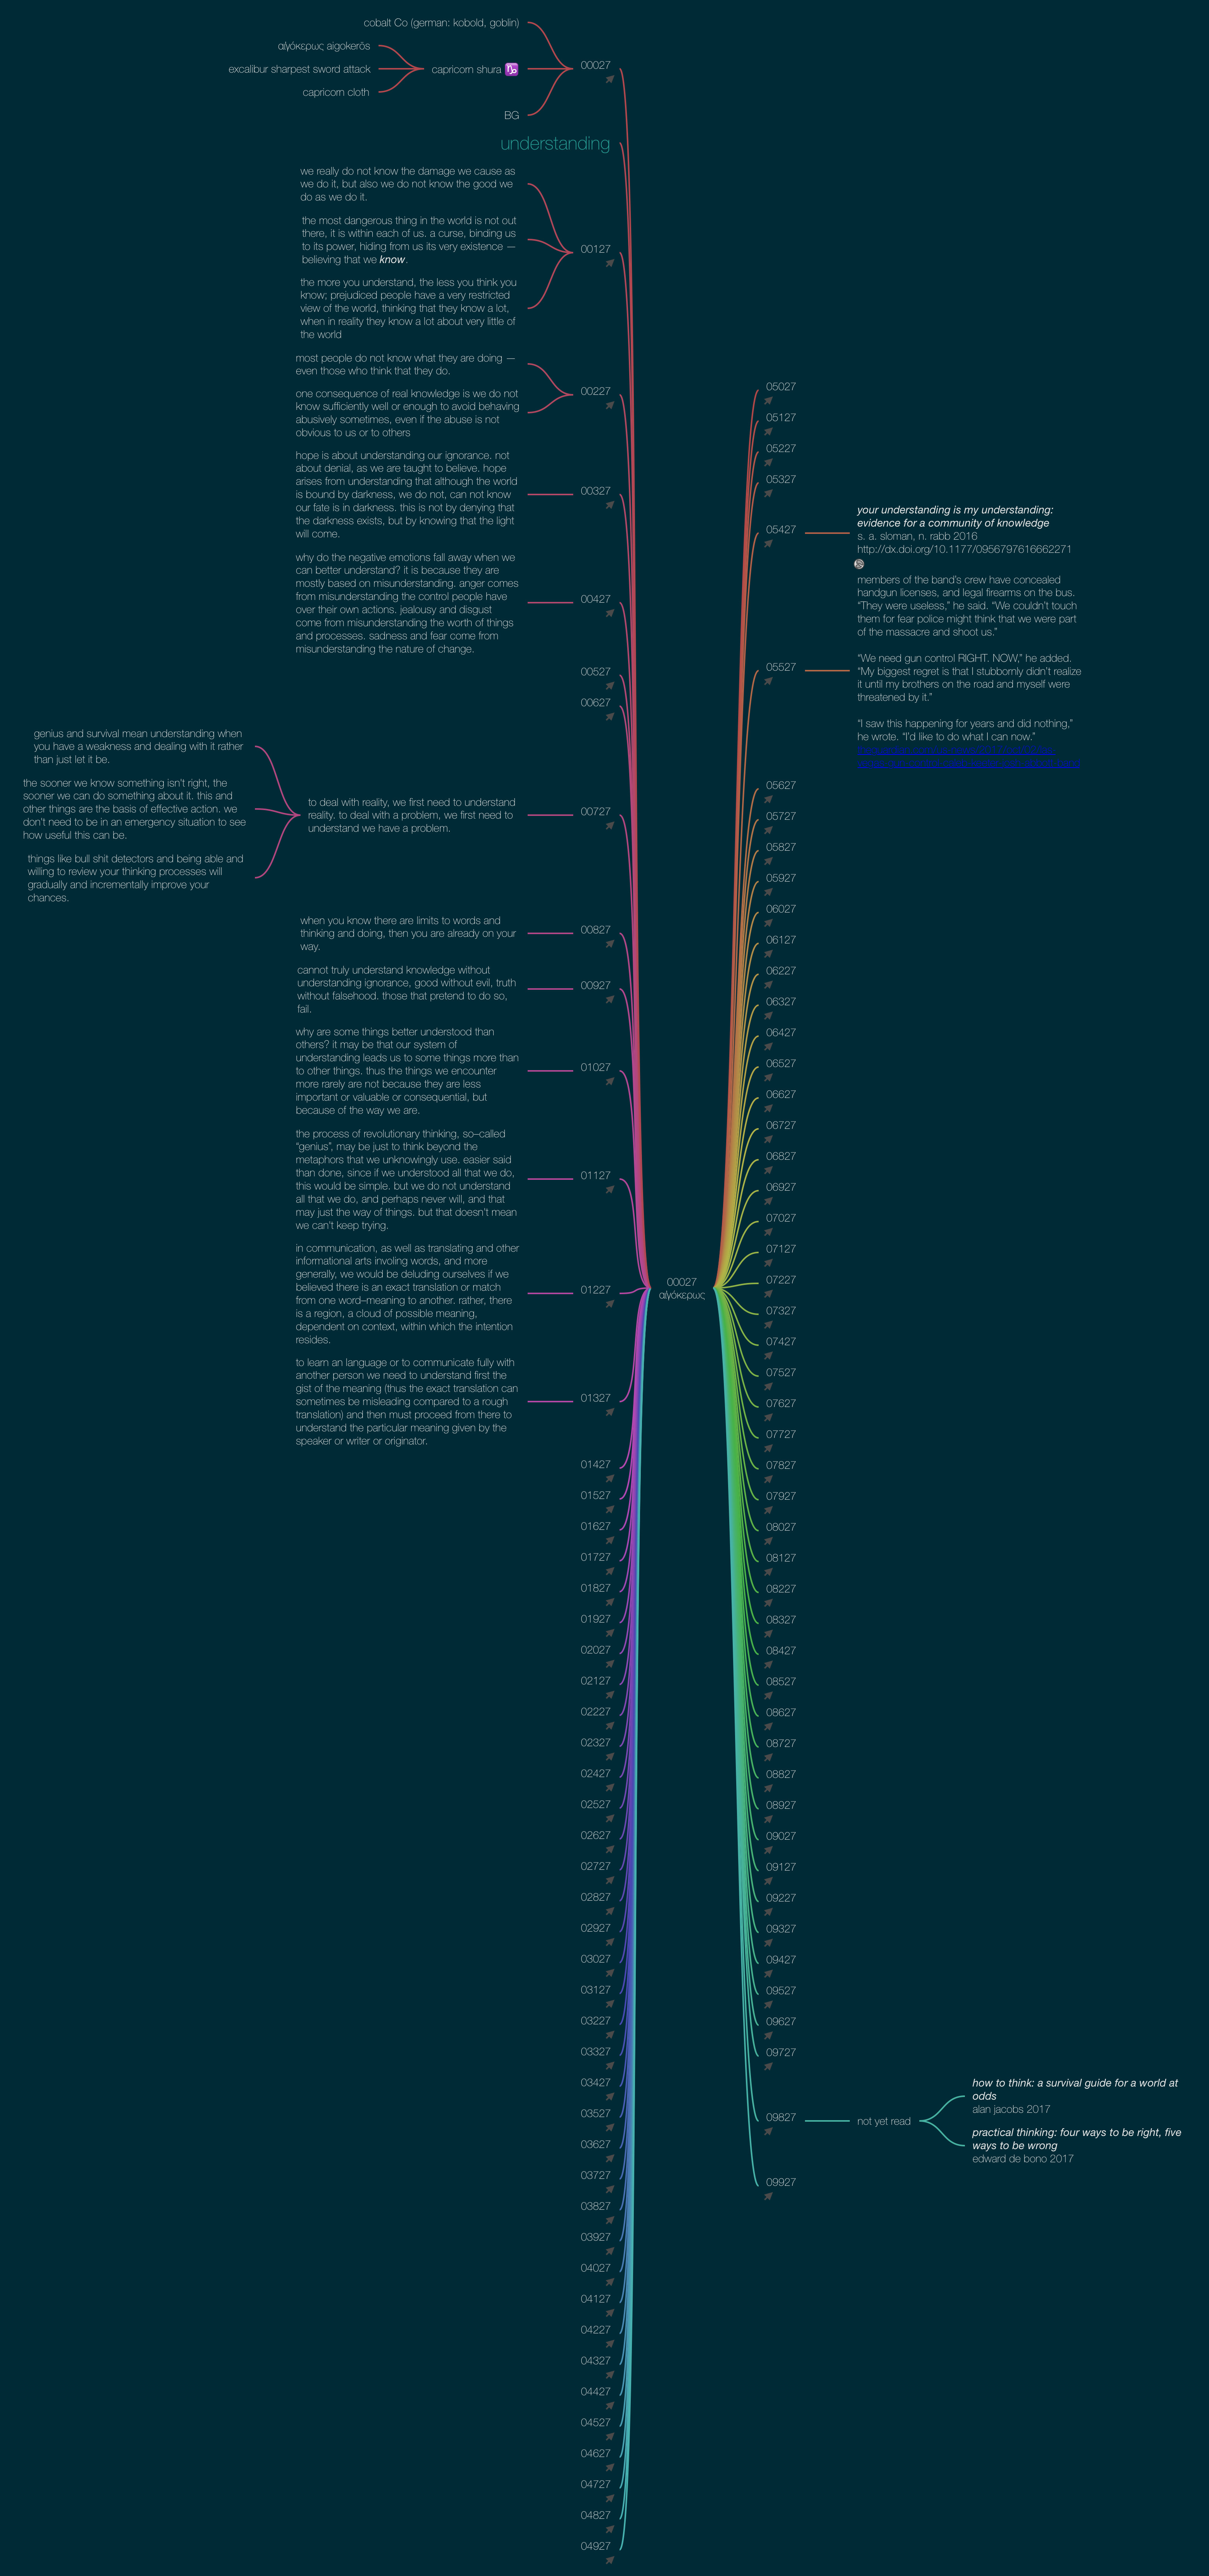 cobalt Co (german: kobold, goblin)
αἰγόκερως aigokerōs
excalibur sharpest sword attack
capricorn cloth
capricorn shura ♑
BG
00027
understanding
we really do not know the damage we cause as
we do it, but also we do not know the good we
do as we do it.
the most dangerous thing in the world is not out
there, it is within each of us. a curse, binding us
to its power, hiding from us its very existence —
believing that we know.
the more you understand, the less you think you
know; prejudiced people have a very restricted
view of the world, thinking that they know a lot,
when in reality they know a lot about very little of
the world
00127
most people do not know what they are doing —
even those who think that they do.
one consequence of real knowledge is we do not
know sufficiently well or enough to avoid behaving
abusively sometimes, even if the abuse is not
obvious to us or to others
00227
hope is about understanding our ignorance. not
about denial, as we are taught to believe. hope
arises from understanding that although the world
is bound by darkness, we do not, can not know
our fate is in darkness. this is not by denying that
the darkness exists, but by knowing that the light
will come.
00327
why do the negative emotions fall away when we
can better understand? it is because they are
mostly based on misunderstanding. anger comes
from misunderstanding the control people have
over their own actions. jealousy and disgust
come from misunderstanding the worth of things
and processes. sadness and fear come from
misunderstanding the nature of change.
00427
00527
00627
genius and survival mean understanding when
you have a weakness and dealing with it rather
than just let it be.
the sooner we know something isn't right, the
sooner we can do something about it. this and
other things are the basis of effective action. we
don't need to be in an emergency situation to see
how useful this can be.
things like bull shit detectors and being able and
willing to review your thinking processes will
gradually and incrementally improve your
chances.
to deal with reality, we first need to understand
reality. to deal with a problem, we first need to
understand we have a problem.
00727
when you know there are limits to words and
thinking and doing, then you are already on your
way.
00827
cannot truly understand knowledge without
understanding ignorance, good without evil, truth
without falsehood. those that pretend to do so,
fail.
00927
why are some things better understood than
others? it may be that our system of
understanding leads us to some things more than
to other things. thus the things we encounter
more rarely are not because they are less
important or valuable or consequential, but
because of the way we are.
01027
the process of revolutionary thinking, so–called
“genius”, may be just to think beyond the
metaphors that we unknowingly use. easier said
than done, since if we understood all that we do,
this would be simple. but we do not understand
all that we do, and perhaps never will, and that
may just the way of things. but that doesn't mean
we can't keep trying.
01127
in communication, as well as translating and other
informational arts involing words, and more
generally, we would be deluding ourselves if we
believed there is an exact translation or match
from one word–meaning to another. rather, there
is a region, a cloud of possible meaning,
dependent on context, within which the intention
resides.
01227
to learn an language or to communicate fully with
another person we need to understand first the
gist of the meaning (thus the exact translation can
sometimes be misleading compared to a rough
translation) and then must proceed from there to
understand the particular meaning given by the
speaker or writer or originator.
01327
01427
01527
01627
01727
01827
01927
02027
02127
02227
02327
02427
02527
02627
02727
02827
02927
03027
03127
03227
03327
03427
03527
03627
03727
03827
03927
04027
04127
04227
04327
04427
04527
04627
04727
04827
04927
00027
αἰγόκερως
05027
05127
05227
05327
05427
your understanding is my understanding:
evidence for a community of knowledge
s. a. sloman, n. rabb 2016
http://dx.doi.org/10.1177/0956797616662271
05527
members of the band's crew have concealed
handgun licenses, and legal firearms on the bus.
“They were useless,” he said. “We couldn't touch
them for fear police might think that we were part
of the massacre and shoot us.”
“We need gun control RIGHT. NOW,” he added.
“My biggest regret is that I stubbornly didn't realize
it until my brothers on the road and myself were
threatened by it.”
“I saw this happening for years and did nothing,”
he wrote. “I'd like to do what I can now.”
05627
05727
05827
05927
06027
06127
06227
06327
06427
06527
06627
06727
06827
06927
07027
07127
07227
07327
07427
07527
07627
07727
07827
07927
08027
08127
08227
08327
08427
08527
08627
08727
08827
08927
09027
09127
09227
09327
09427
09527
09627
09727
09827
not yet read
how to think: a survival guide for a world at
odds
alan jacobs 2017
practical thinking: four ways to be right, five
ways to be wrong
edward de bono 2017
09927